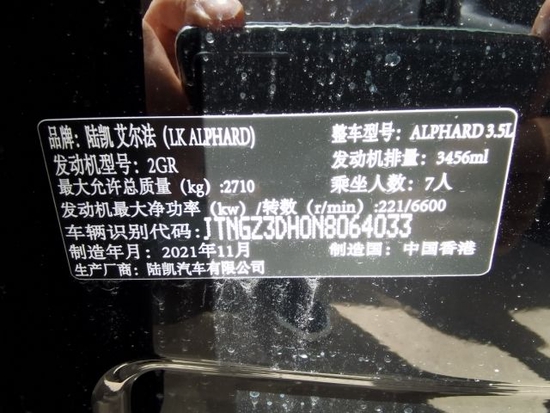 品牌：陆凯 艾尔法 (LK ALPHARD) 整车型号：ALPHARD 3.5L
发动机型号：2GR 发动机排量：3456ml
最大允许总质量 (kg) :2710 乘坐人数：7人
发动机最大净功率 (kw) /转数 (r/min) :221/6600
车辆识别代码:JTNGZ3DH0N8064033
制造年月：2021年11月 制造国：中国香港
生产厂商：陆凯汽车有限公司